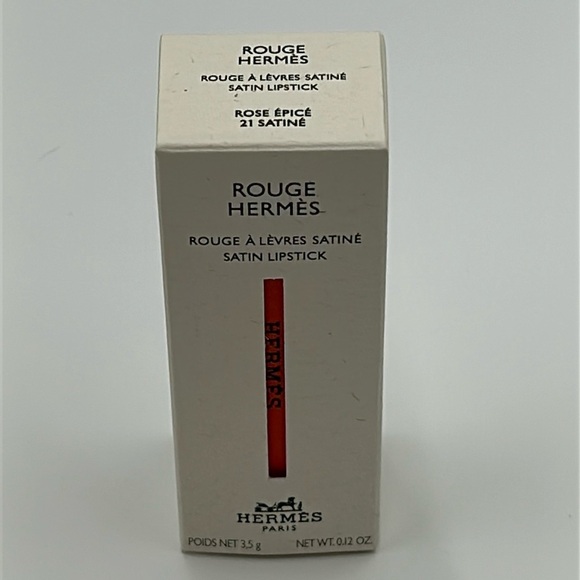 ROUGE
HERMÈS
ROUGE À LÈVRES SATINÉ
SATIN LIPSTICK
ROSE ÉPICÉ
21 SATINÉ
ROUGE
HERMÈS
ROUGE À LÈVRES SATINÉ
SATIN LIPSTICK
HERMÈS
HERMÈS
PARIS
POIDS NET 3,5 g NET WT. 0.12 OZ